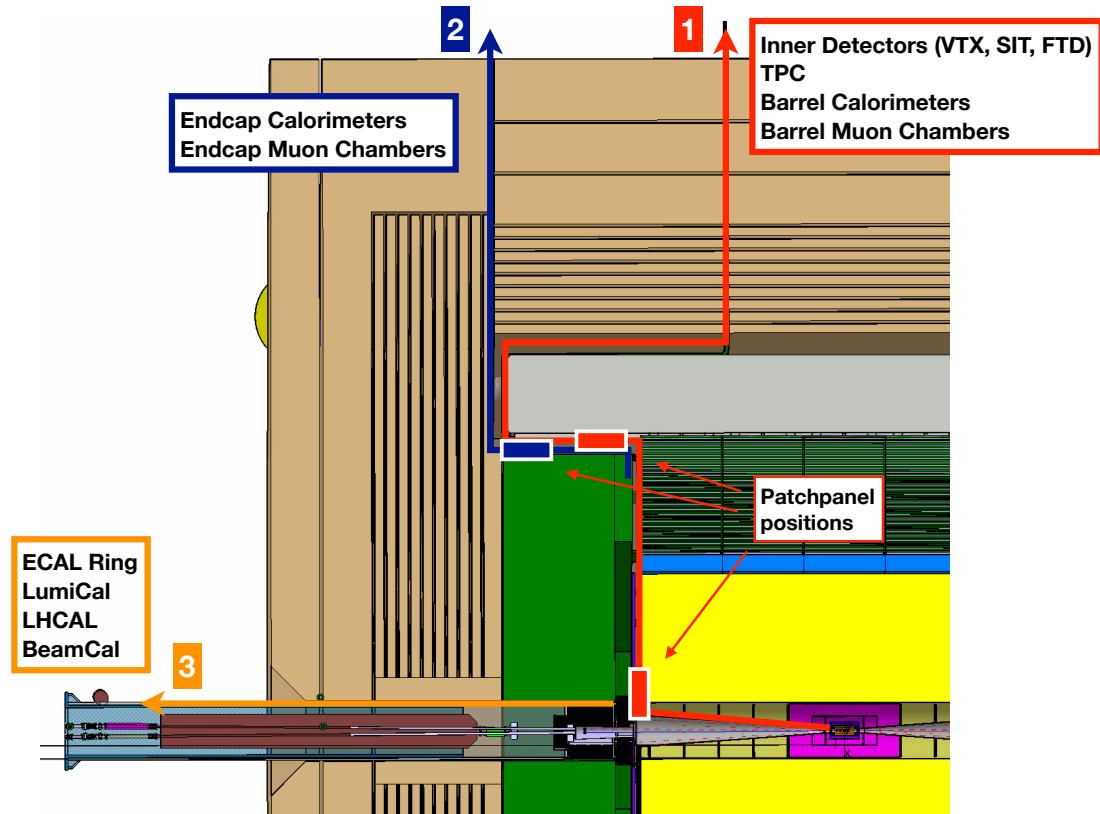 2
1
Inner Detectors (VTX, SIT, FTD)
TPC
Barrel Calorimeters
Barrel Muon Chambers
Endcap Calorimeters
Endcap Muon Chambers
Patchpanel
positions
ECAL Ring
LumiCal
LHCAL
BeamCal
3
X